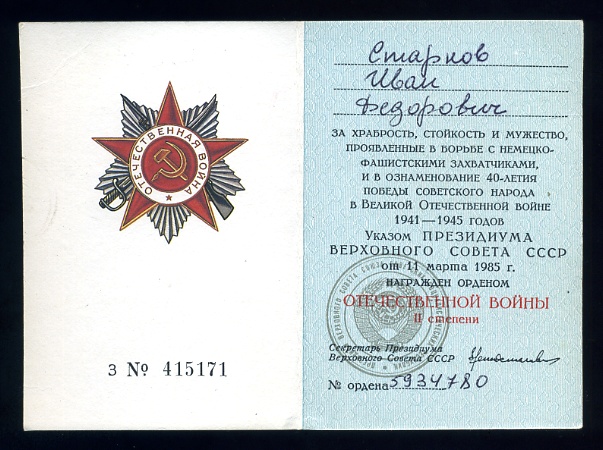 ОТЕЧЕСТВЕННАЯ ВОЙНА
З № 415171
Старков
Иван
Федорович
ЗА ХРАБРОСТЬ, СТОЙКОСТЬ И МУЖЕСТВО,
ПРОЯВЛЕННЫЕ В БОРЬБЕ С НЕМЕЦКО-
ФАШИСТСКИМИ ЗАХВАТЧИКАМИ,
И В ОЗНАМЕНОВАНИЕ 40-ЛЕТИЯ
ПОБЕДЫ СОВЕТСКОГО НАРОДА
В ВЕЛИКОЙ ОТЕЧЕСТВЕННОЙ ВОЙНЕ
1941—1945 ГОДОВ
УКАЗОМ ПРЕЗИДИУМА
ВЕРХОВНОГО СОВЕТА СССР
от 11 марта 1985 г.
НАГРАЖДЕН ОРДЕНОМ
ОТЕЧЕСТВЕННОЙ ВОЙНЫ
II степени
Секретарь Президиума
Верховного Совета СССР
№ ордена 5934780